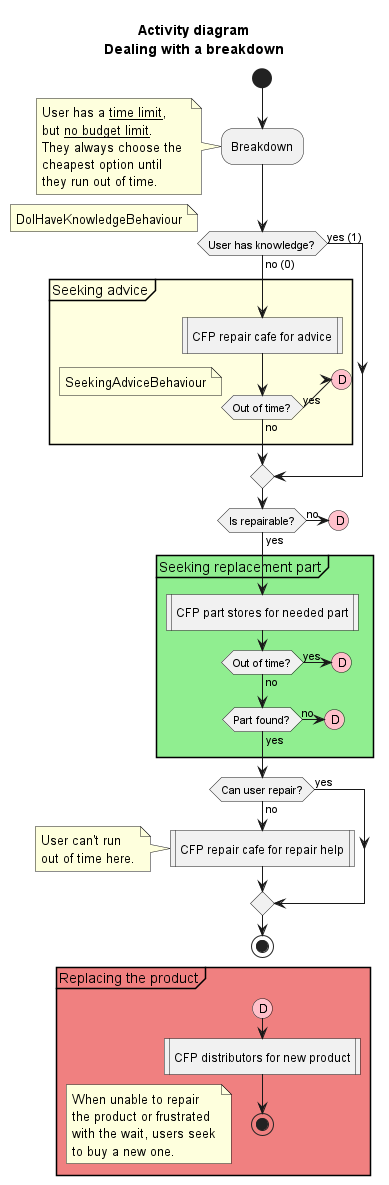 Activity diagram
Dealing with a breakdown
User has a time limit,
but no budget limit.
They always choose the
cheapest option until
they run out of time.
Breakdown
DoIHaveKnowledgeBehaviour
User has knowledge?
yes (1)
no (0)
Seeking advice
CFP repair cafe for advice
SeekingAdviceBehaviour
D
Out of time?
yes
no
Is repairable?
no
D
yes
Seeking replacement part
CFP part stores for needed part
Out of time?
yes
D
no
Part found?
no
D
yes
Can user repair?
yes
no
User can't run
out of time here.
CFP repair cafe for repair help
Replacing the product
D
CFP distributors for new product
When unable to repair
the product or frustrated
with the wait, users seek
to buy a new one.